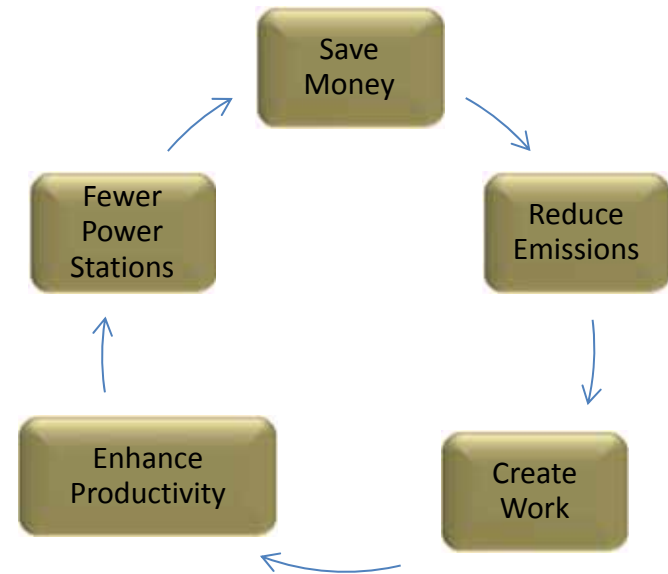 Save
Money
Reduce
Emissions
Create
Work
Enhance
Productivity
Fewer
Power
Stations